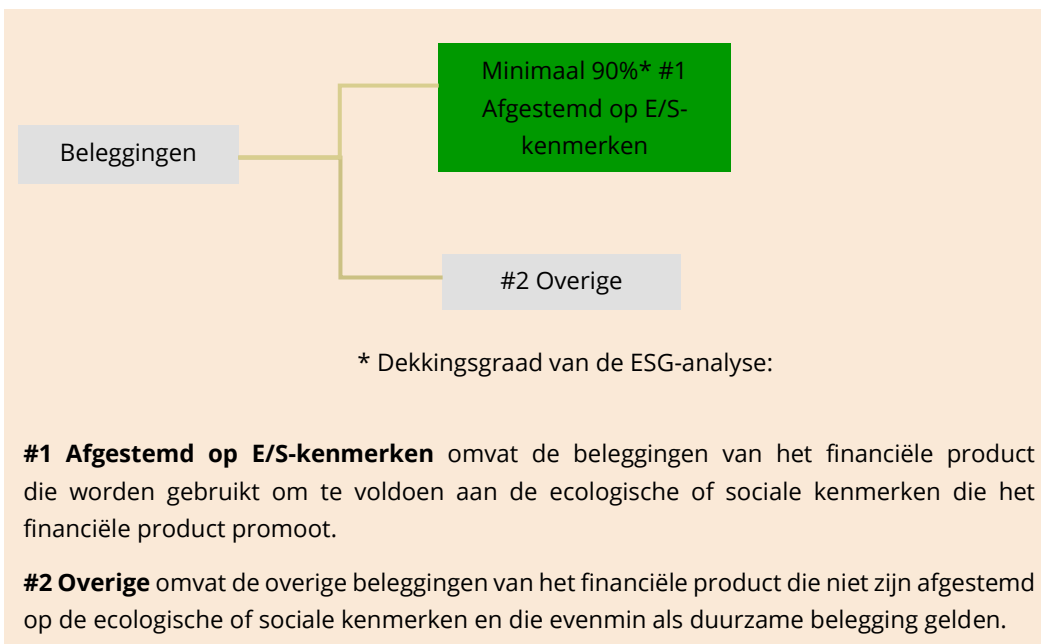 Minimaal 90%* #1
Afgestemd op E/S-
kenmerken
Beleggingen
#2 Overige
* Dekkingsgraad van de ESG-analyse:
#1 Afgestemd op E/S-kenmerken omvat de beleggingen van het financiële product
die worden gebruikt om te voldoen aan de ecologische of sociale kenmerken die het
financiële product promoot.
#2 Overige omvat de overige beleggingen van het financiële product die niet zijn afgestemd
op de ecologische of sociale kenmerken en die evenmin als duurzame belegging gelden.